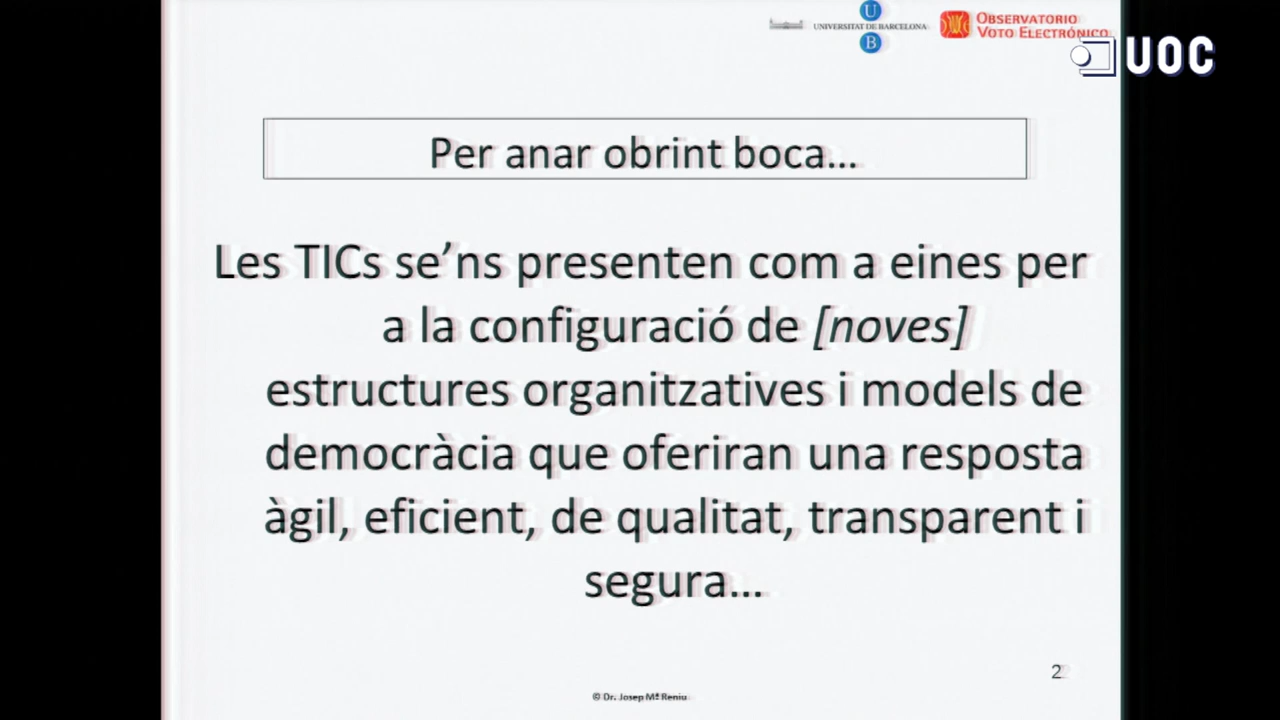 UNIVERSITAT DE BARCELONA
U
B
OBSERVATORIO
VOTO ELECTRÓNICO
UOC
Per anar obrint boca...
Les TICs se’ns presenten com a eines per
a la configuració de [noves]
estructures organitzatives i models de
democràcia que oferiran una resposta
àgil, eficient, de qualitat, transparent i
segura...
2
© Dr. Josep Mª Reniu